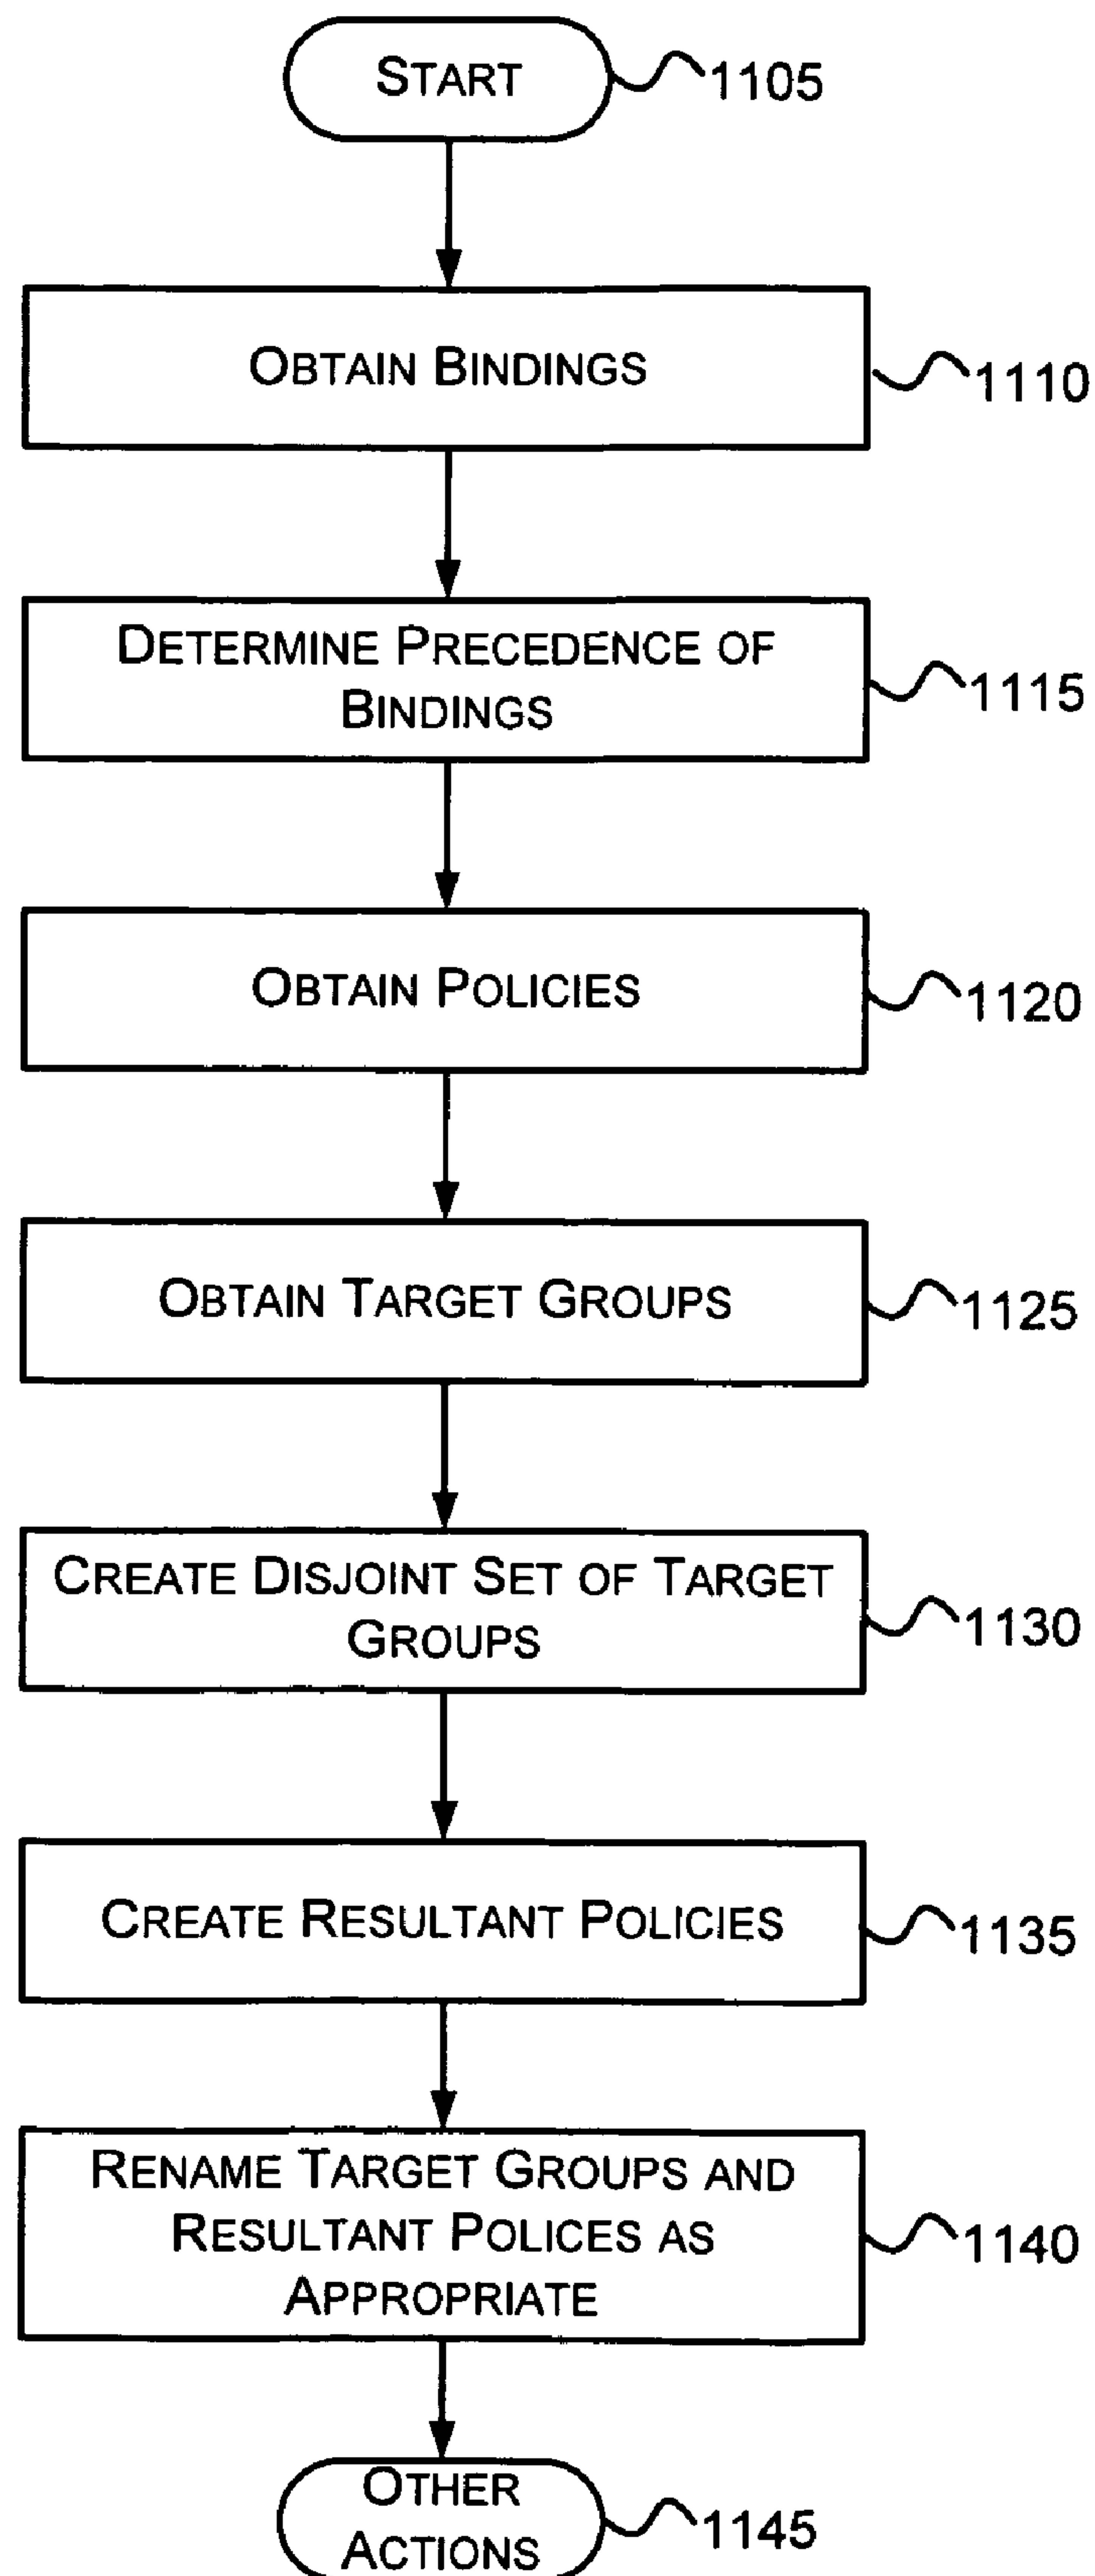 START
1105
OBTAIN BINDINGS
1110
DETERMINE PRECEDENCE OF
BINDINGS
1115
OBTAIN POLICIES
1120
OBTAIN TARGET GROUPS
1125
CREATE DISJOINT SET OF TARGET
GROUPS
1130
CREATE RESULTANT POLICIES
1135
RENAME TARGET GROUPS AND
RESULTANT POLICES AS
APPROPRIATE
1140
OTHER
ACTIONS
1145